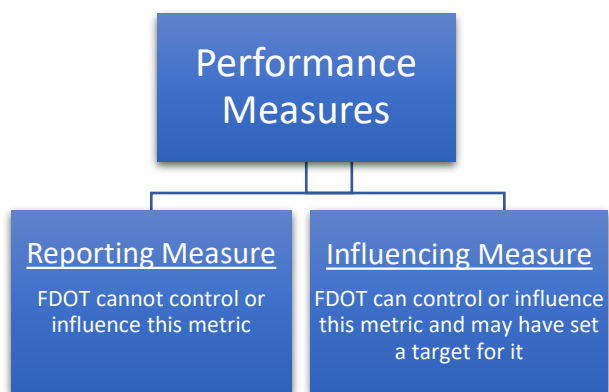 Performance
Measures
Reporting Measure
FDOT cannot control or
influence this metric
Influencing Measure
FDOT can control or influence
this metric and may have set
a target for it